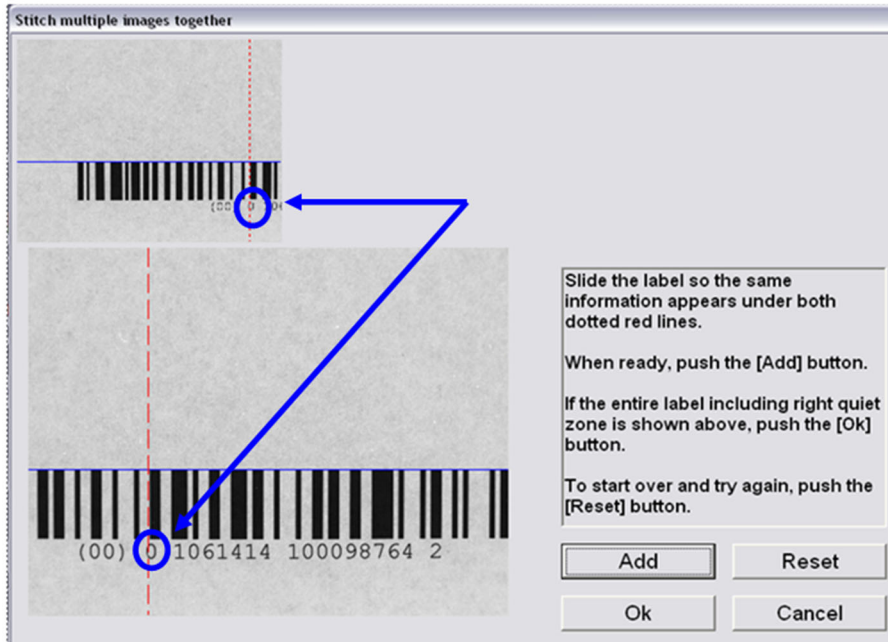 Stitch multiple images together
(00) 0
(00) 0 1061414 100098764 2
Slide the label so the same
information appears under both
dotted red lines.
When ready, push the [Add] button.
If the entire label including right quiet
zone is shown above, push the [Ok]
button.
To start over and try again, push the
[Reset] button.
Add
Reset
Ok
Cancel